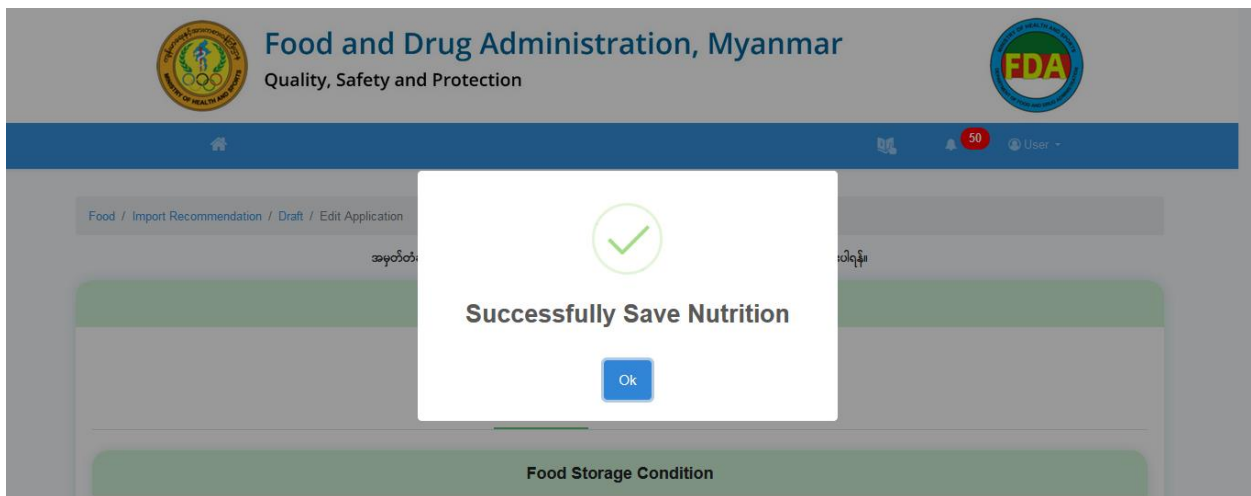 Food and Drug Administration, Myanmar
Quality, Safety and Protection
FDA
50
User
Food / Import Recommendation / Draft / Edit Application
Successfully Save Nutrition
Ok
Food Storage Condition